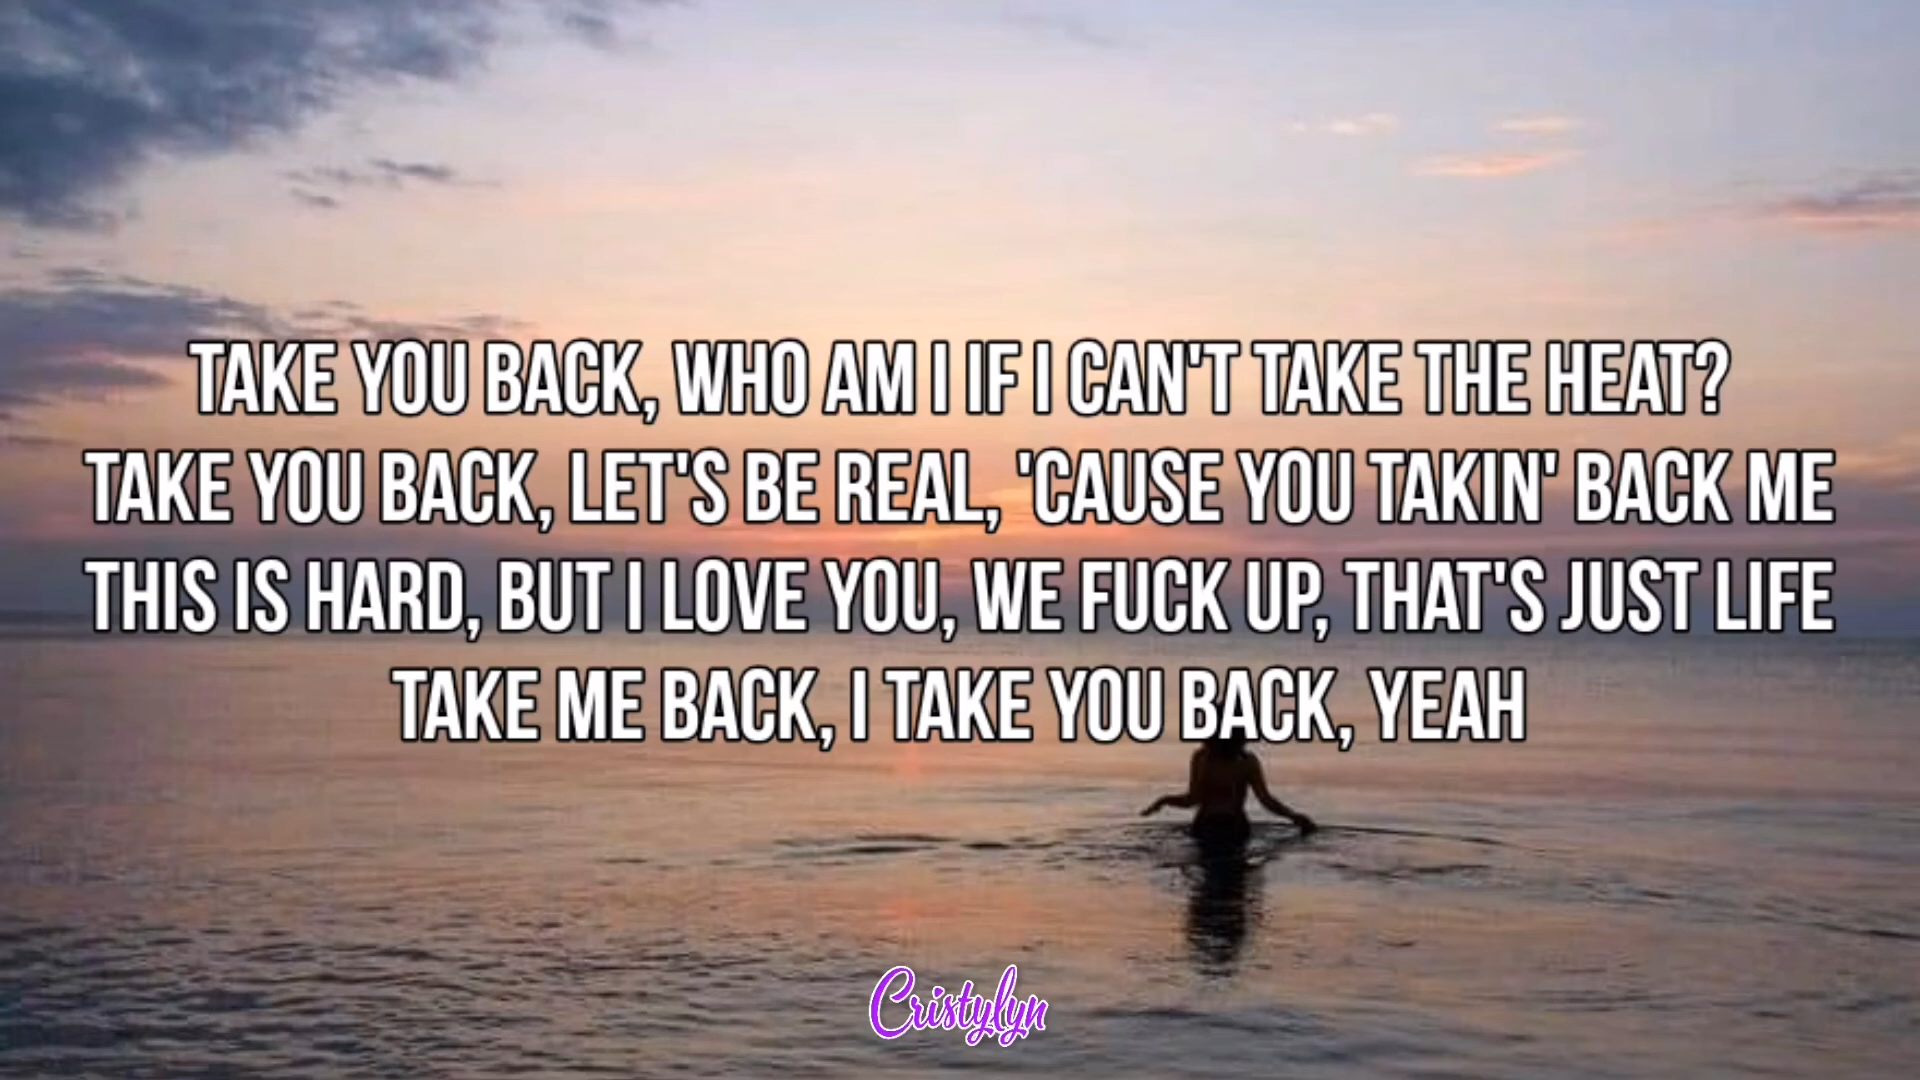 TAKE YOU BACK, WHO AM I IF I CAN'T TAKE THE HEAT?
TAKE YOU BACK, LET'S BE REAL, 'CAUSE YOU TAKIN' BACK ME
THIS IS HARD, BUT I LOVE YOU, WE FUCK UP, THAT'S JUST LIFE
TAKE ME BACK, I TAKE YOU BACK, YEAH
Cristylyn